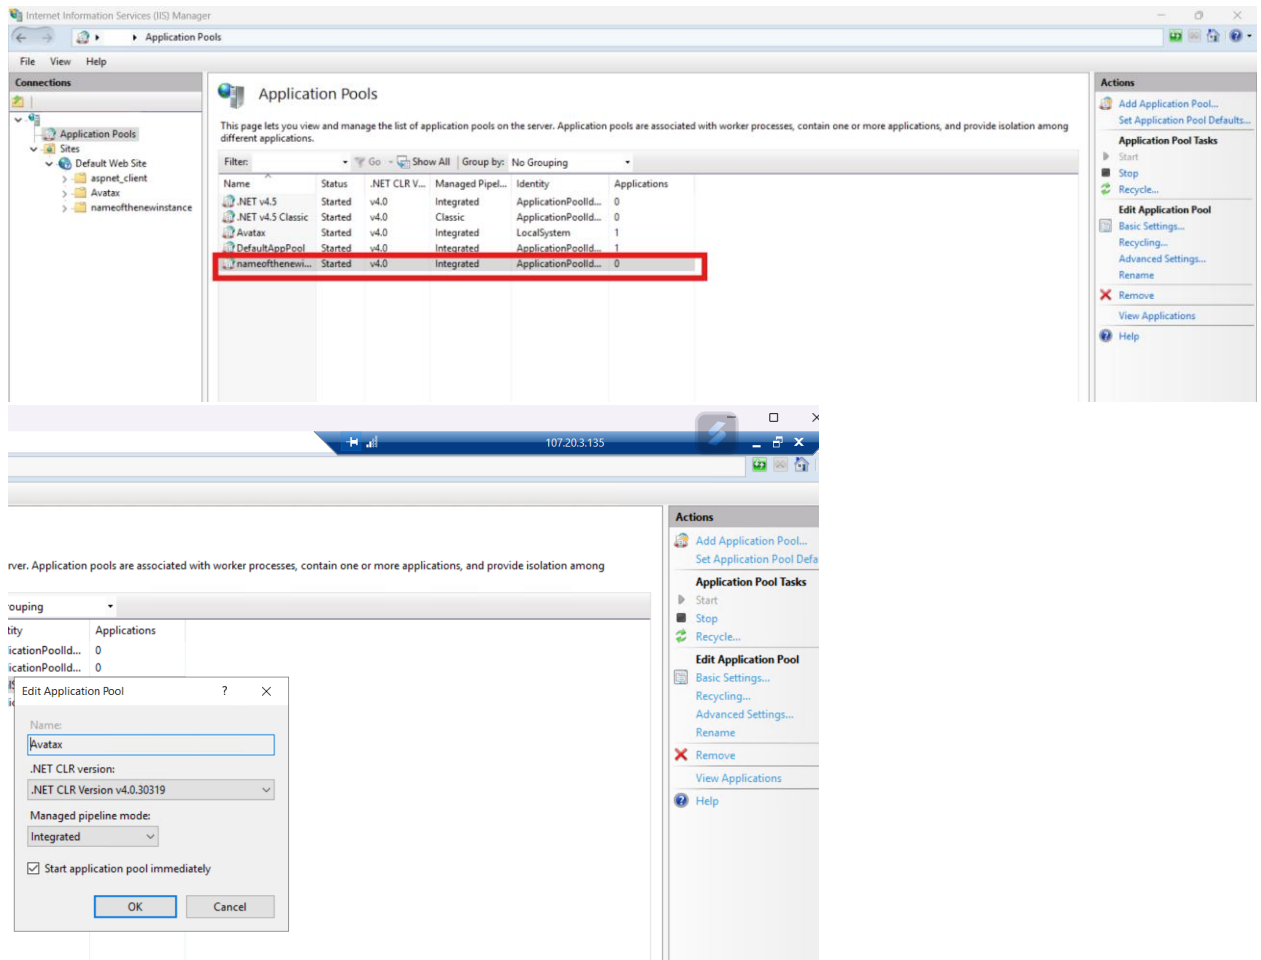 Internet Information Services (IIS) Manager
Application Pools
File View Help
Connections
Application Pools
Sites
Default Web Site
aspnet_client
Avatax
nameofthenewinstance
Application Pools
This page lets you view and manage the list of application pools on the server. Application pools are associated with worker processes, contain one or more applications, and provide isolation among
different applications.
Filter: Go Show All Group by: No Grouping
Name Status .NET CLR V... Managed Pipel... Identity Applications
.NET v4.5 Started v4.0 Integrated ApplicationPoolId... 0
.NET v4.5 Classic Started v4.0 Classic ApplicationPoolId... 0
Avatax Started v4.0 Integrated LocalSystem 1
DefaultAppPool Started v4.0 Integrated ApplicationPoolId... 1
nameofthenewi... Started v4.0 Integrated ApplicationPoolId... 0
Actions
Add Application Pool...
Set Application Pool Defaults...
Application Pool Tasks
Start
Stop
Recycle...
Edit Application Pool
Basic Settings...
Recycling...
Advanced Settings...
Rename
Remove
View Applications
Help
107.20.3.135
rver. Application pools are associated with worker processes, contain one or more applications, and provide isolation among
rouping
tity Applications
icationPoolId... 0
icationPoolId... 0
Edit Application Pool ?
Name:
Avatax
.NET CLR version:
.NET CLR Version v4.0.30319
Managed pipeline mode:
Integrated
Start application pool immediately
OK Cancel
Actions
Add Application Pool...
Set Application Pool Defa
Application Pool Tasks
Start
Stop
Recycle...
Edit Application Pool
Basic Settings...
Recycling...
Advanced Settings...
Rename
Remove
View Applications
Help